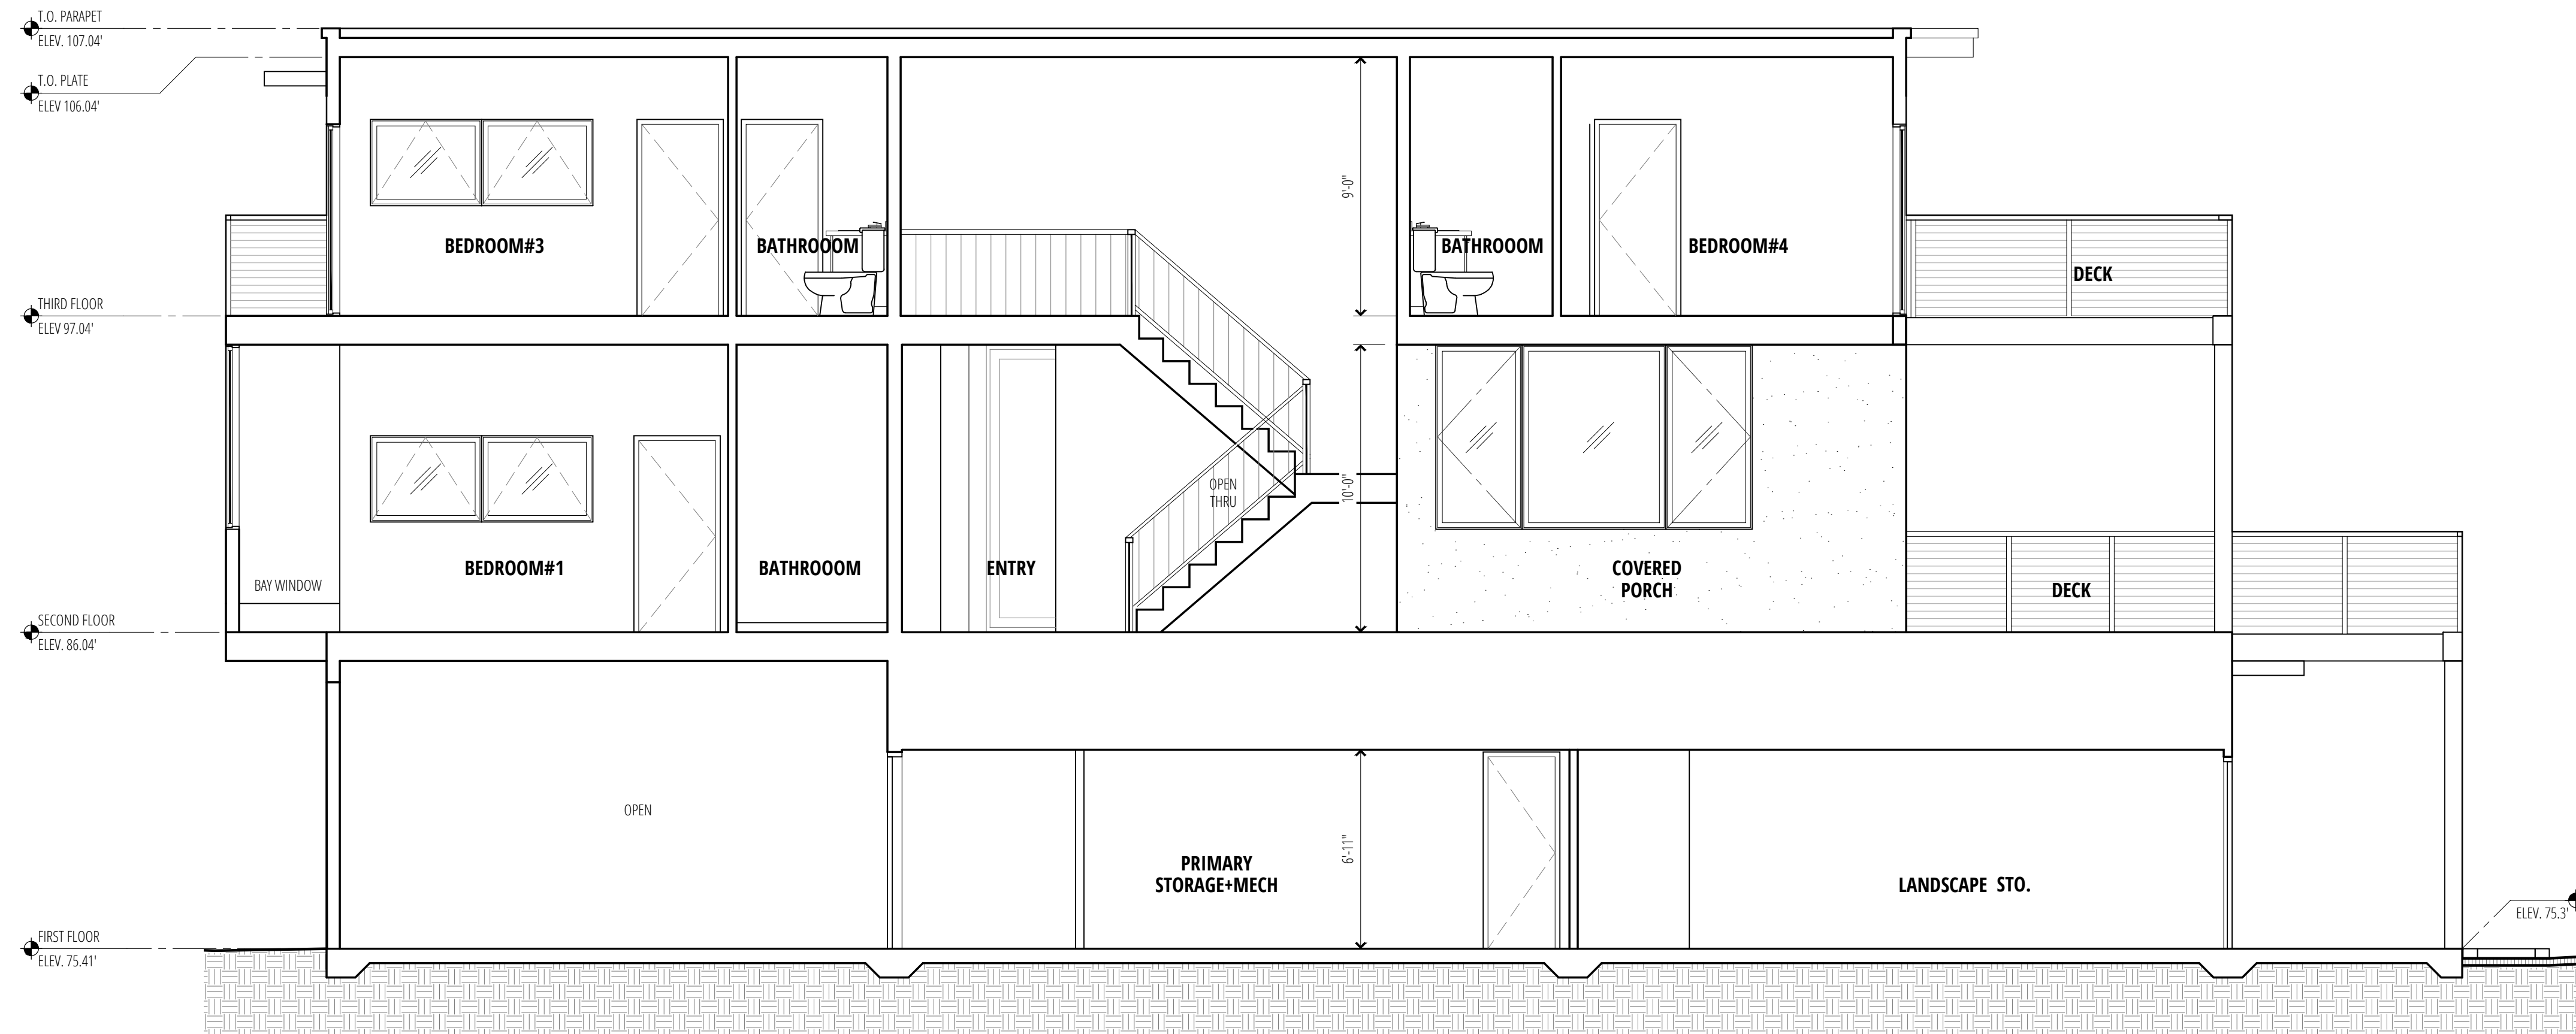 T.O. PARAPET
ELEV. 107.04'
T.O. PLATE
ELEV 106.04'
9'-0"
BEDROOM#3
BATHROOOM
BATHROOOM
BEDROOM#4
DECK
THIRD FLOOR
ELEV 97.04'
OPEN
THRU
10'-0"
BAY WINDOW
BEDROOM#1
BATHROOOM
ENTRY
COVERED
PORCH
DECK
SECOND FLOOR
ELEV. 86.04'
OPEN
6'-11"
PRIMARY
STORAGE+MECH
LANDSCAPE STO.
ELEV. 75.3'
FIRST FLOOR
ELEV. 75.41'